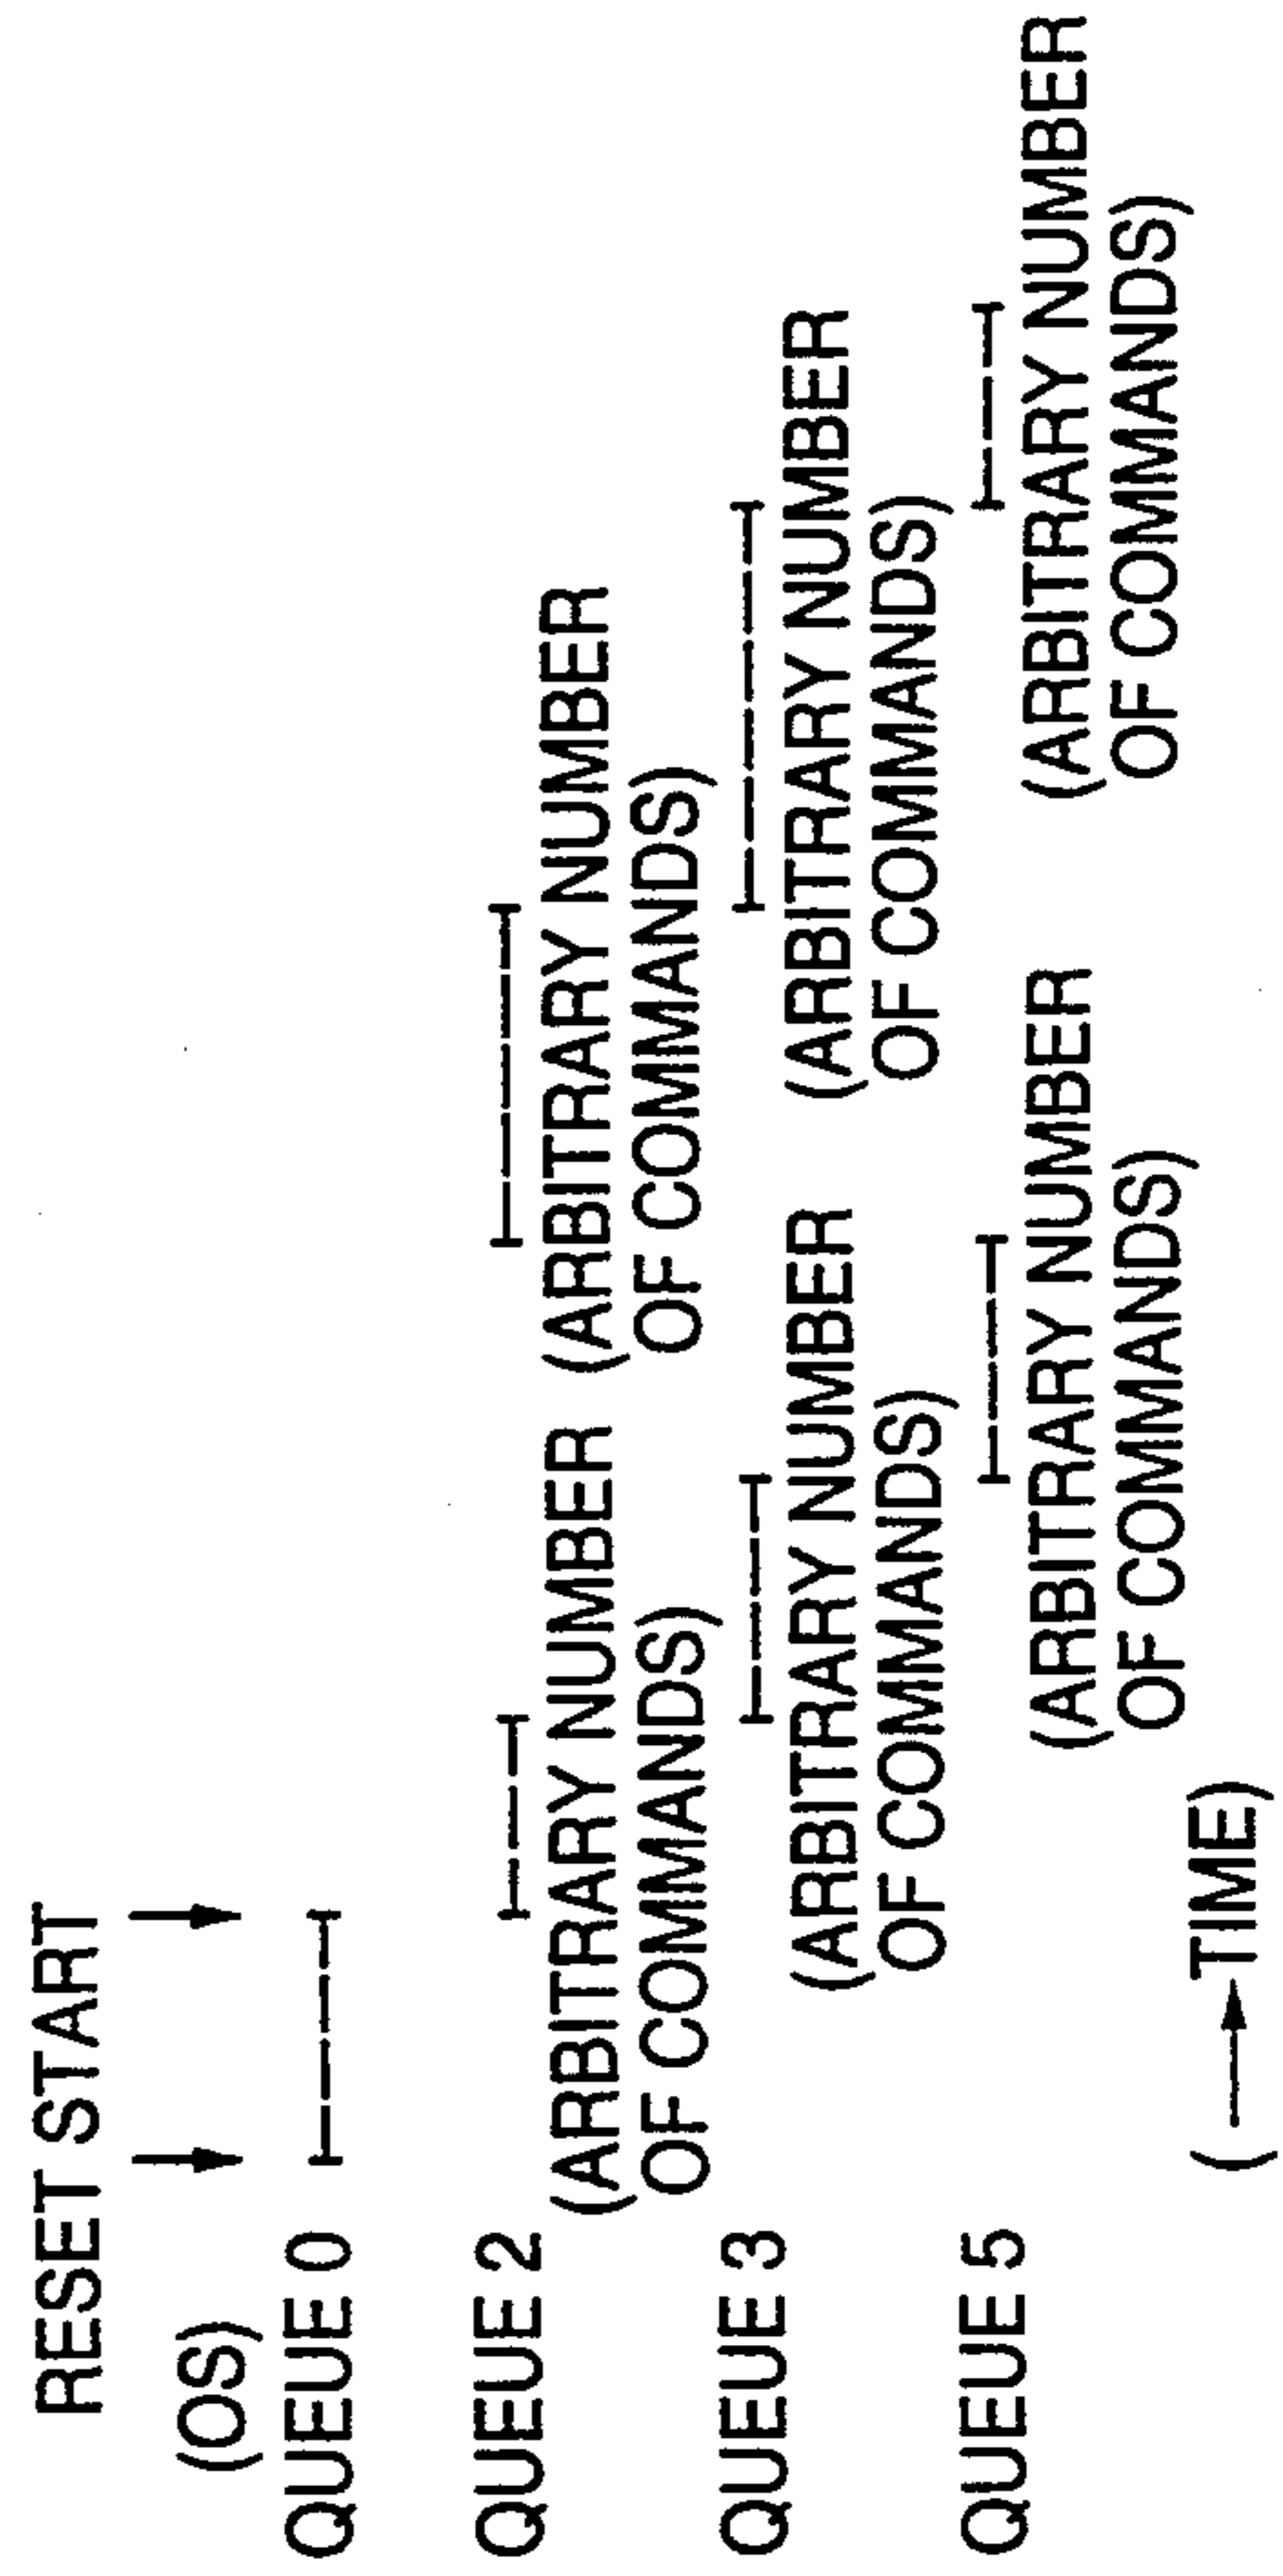 RESET START
(OS)
QUEUE 0
QUEUE 2
(ARBITRARY NUMBER
OF COMMANDS)
(ARBITRARY NUMBER
OF COMMANDS)
QUEUE 3
(ARBITRARY NUMBER
OF COMMANDS)
(ARBITRARY NUMBER
OF COMMANDS)
QUEUE 5
(ARBITRARY NUMBER
OF COMMANDS)
(ARBITRARY NUMBER
OF COMMANDS)
(→TIME)